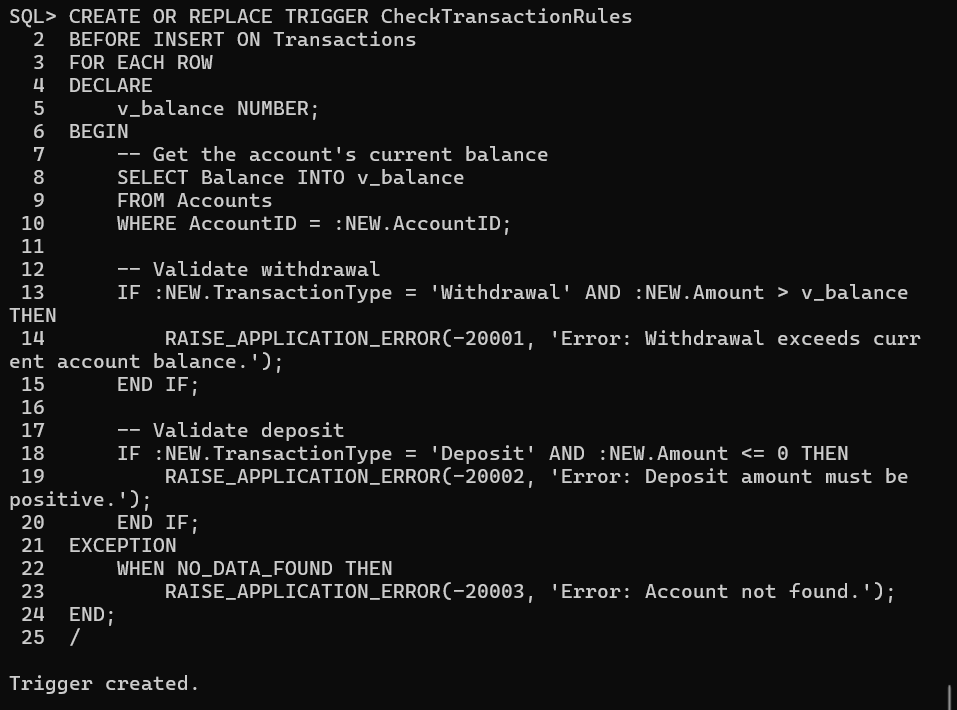 SQL> CREATE OR REPLACE TRIGGER CheckTransactionRules
  2  BEFORE INSERT ON Transactions
  3  FOR EACH ROW
  4  DECLARE
  5      v_balance NUMBER;
  6  BEGIN
  7      -- Get the account's current balance
  8      SELECT Balance INTO v_balance
  9      FROM Accounts
 10      WHERE AccountID = :NEW.AccountID;
 11
 12      -- Validate withdrawal
 13      IF :NEW.TransactionType = 'Withdrawal' AND :NEW.Amount > v_balance
THEN
 14          RAISE_APPLICATION_ERROR(-20001, 'Error: Withdrawal exceeds curr
ent account balance.');
 15      END IF;
 16
 17      -- Validate deposit
 18      IF :NEW.TransactionType = 'Deposit' AND :NEW.Amount <= 0 THEN
 19          RAISE_APPLICATION_ERROR(-20002, 'Error: Deposit amount must be
positive.');
 20      END IF;
 21  EXCEPTION
 22      WHEN NO_DATA_FOUND THEN
 23          RAISE_APPLICATION_ERROR(-20003, 'Error: Account not found.');
 24  END;
 25  /

Trigger created.